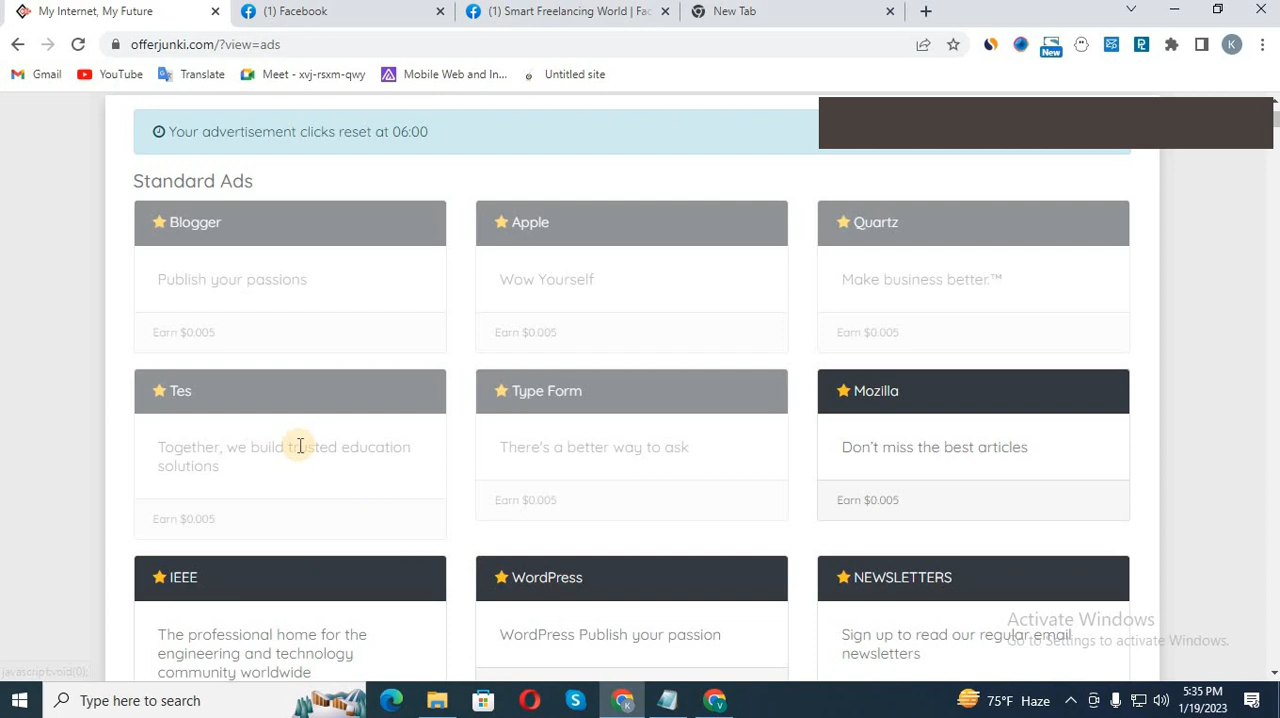 My Internet, My Future
(1) Facebook
(1) Smart Freelancing World | Fac
New Tab
offerjunki.com/?view=ads
New
K
Gmail
YouTube
Translate
Meet - xvj-rsxm-qwy
Mobile Web and In...
Untitled site
Your advertisement clicks reset at 06:00
Standard Ads
Blogger
Apple
Quartz
Publish your passions
Wow Yourself
Make business better.™
Earn $0.005
Earn $0.005
Earn $0.005
Tes
Type Form
Mozilla
Together, we build trusted education
solutions
There's a better way to ask
Don't miss the best articles
Earn $0.005
Earn $0.005
Earn $0.005
IEEE
WordPress
NEWSLETTERS
The professional home for the
engineering and technology
community worldwide
WordPress Publish your passion
Sign up to read our regular email
newsletters
Activate Windows
Go to Settings to activate Windows.
javascript:void(0);
Type here to search
75°F Haze
5:35 PM
1/19/2023